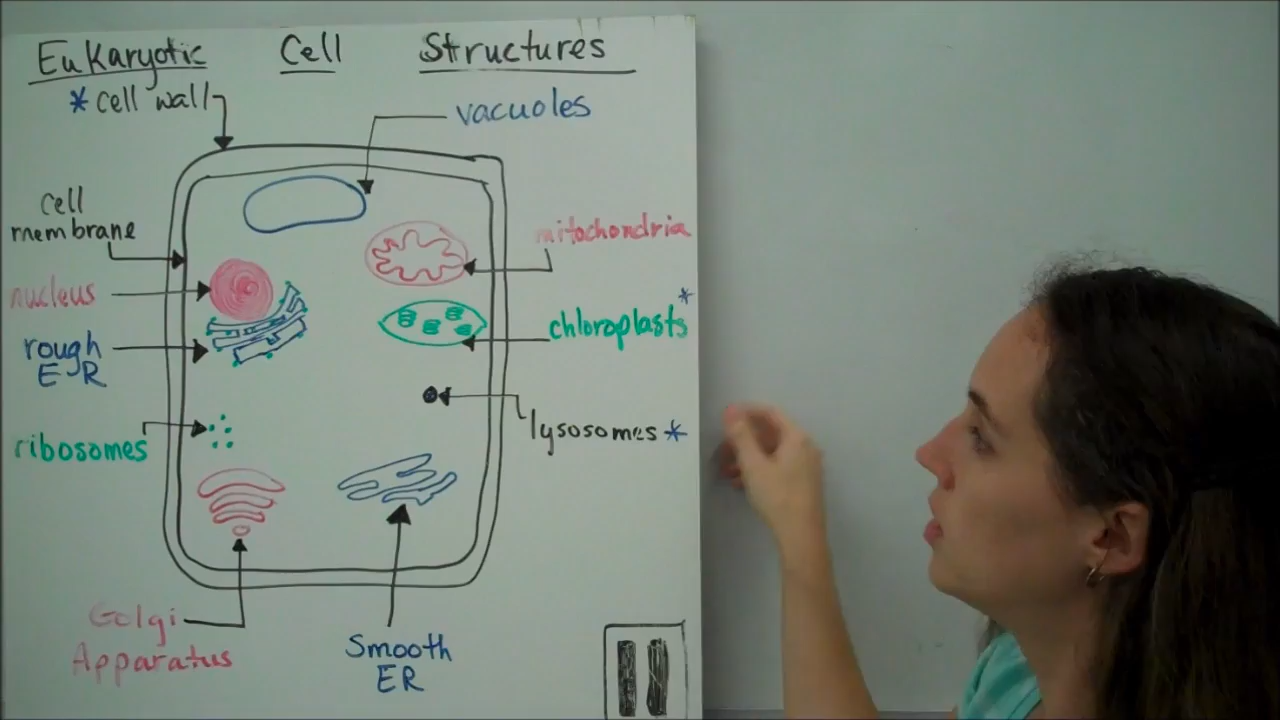 Eukaryotic Cell Structures
*cell wall
vacuoles
cell
membrane
mitochondria
nucleus
chloroplasts*
rough
ER
lysosomes*
ribosomes
Golgi
Apparatus
Smooth
ER